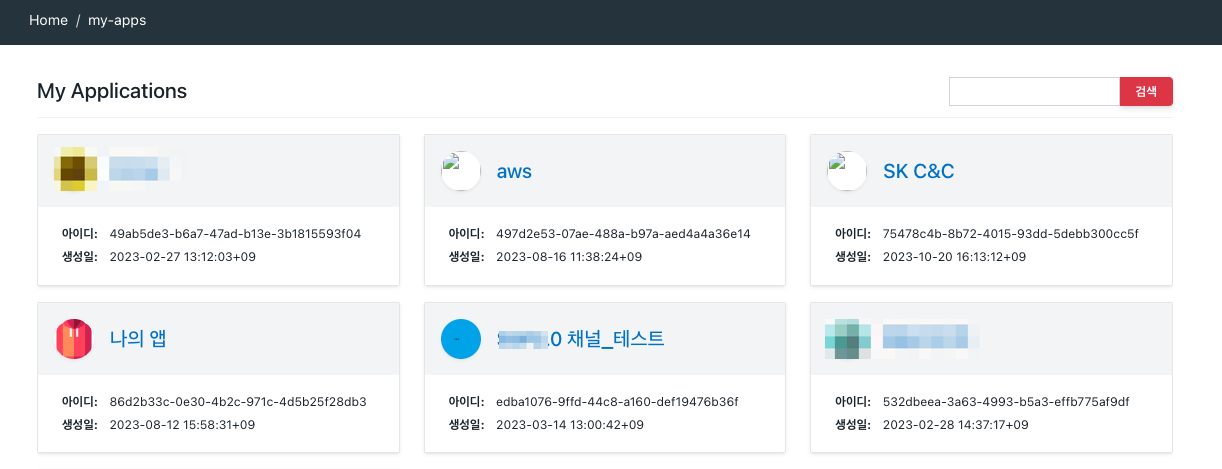 Home / my-apps
My Applications
검색
아이디: 49ab5de3-b6a7-47ad-b13e-3b1815593f04
생성일: 2023-02-27 13:12:03+09
aws
아이디: 497d2e53-07ae-488a-b97a-aed4a4a36e14
생성일: 2023-08-16 11:38:24+09
SK C&C
아이디: 75478c4b-8b72-4015-93dd-5debb300cc5f
생성일: 2023-10-20 16:13:12+09
나의 앱
아이디: 86d2b33c-0e30-4b2c-971c-4d5b25f28db3
생성일: 2023-08-12 15:58:31+09
채널_테스트
아이디: edba1076-9ffd-44c8-a160-def19476b36f
생성일: 2023-03-14 13:00:42+09
아이디: 532dbeea-3a63-4993-b5a3-effb775af9df
생성일: 2023-02-28 14:37:17+09